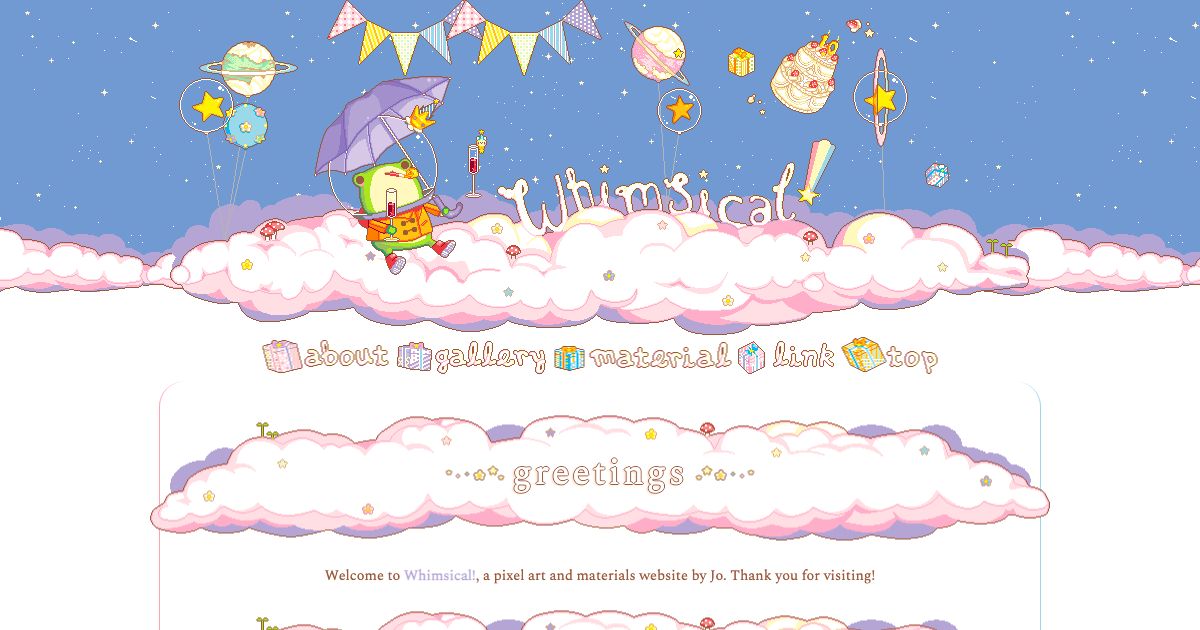 10
Whimsical!
about gallery material link top
greetings
Welcome to Whimsical!, a pixel art and materials website by Jo. Thank you for visiting!